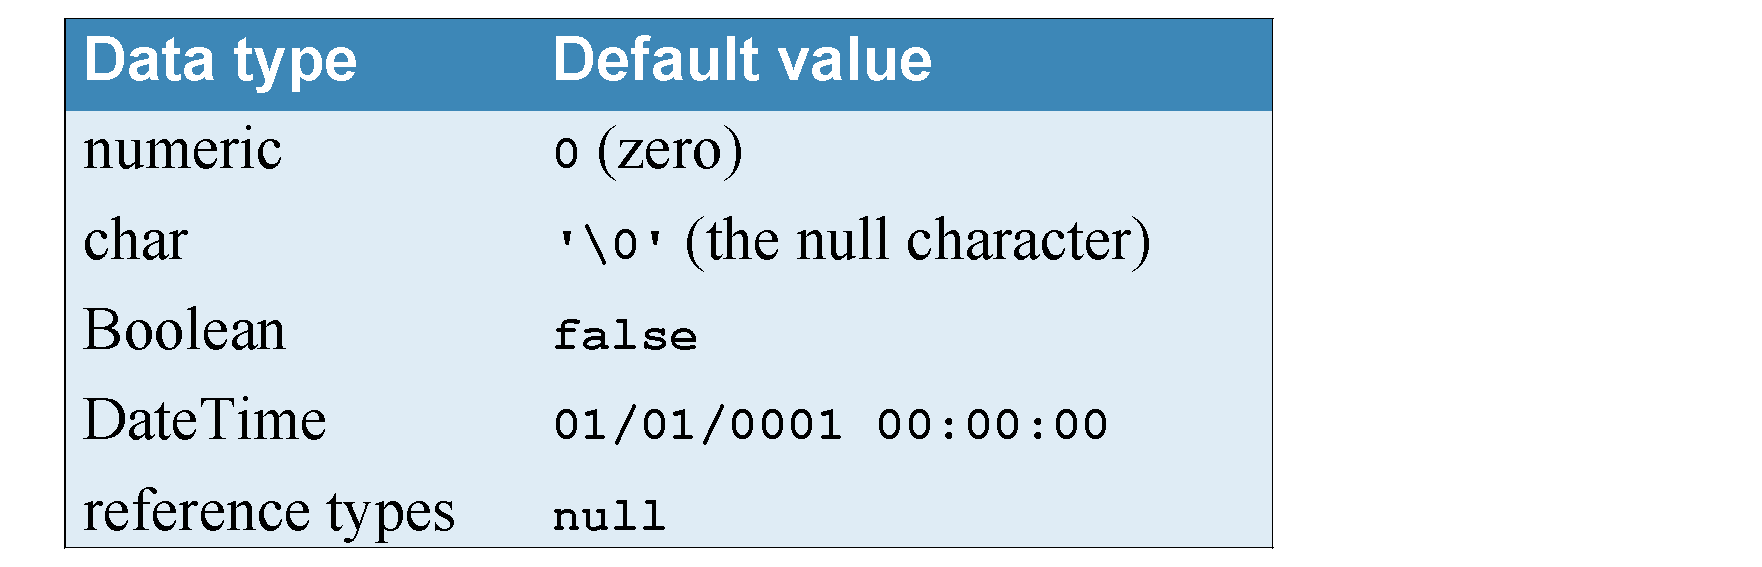 Data type Default value
numeric 0 (zero)
char '\0' (the null character)
Boolean false
DateTime 01/01/0001 00:00:00
reference types null